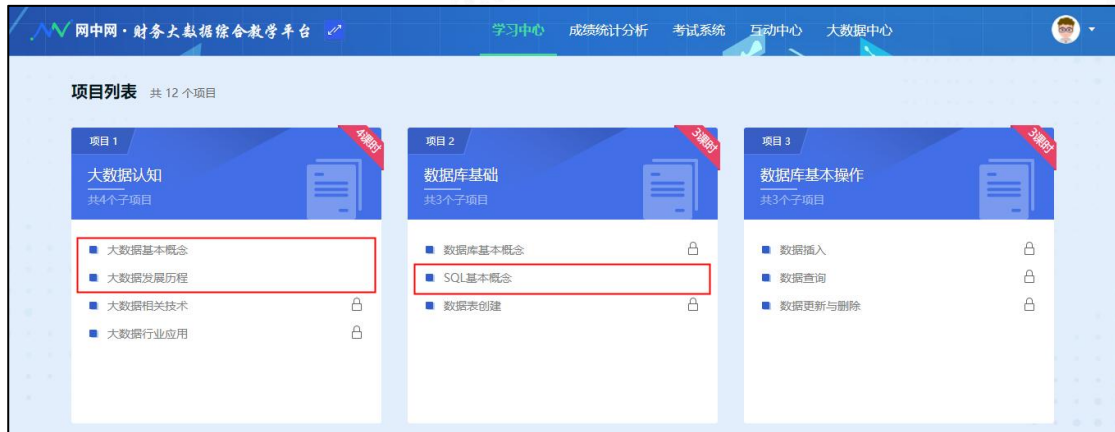 网中网·财务大数据综合教学平台
学习中心 成绩统计分析 考试系统 互动中心 大数据中心
项目列表 共 12 个项目
项目 1
4课时
大数据认知
共4个子项目
大数据基本概念
大数据发展历程
大数据相关技术
大数据行业应用
项目 2
3课时
数据库基础
共3个子项目
数据库基本概念
SQL基本概念
数据表创建
项目 3
3课时
数据库基本操作
共3个子项目
数据插入
数据查询
数据更新与删除